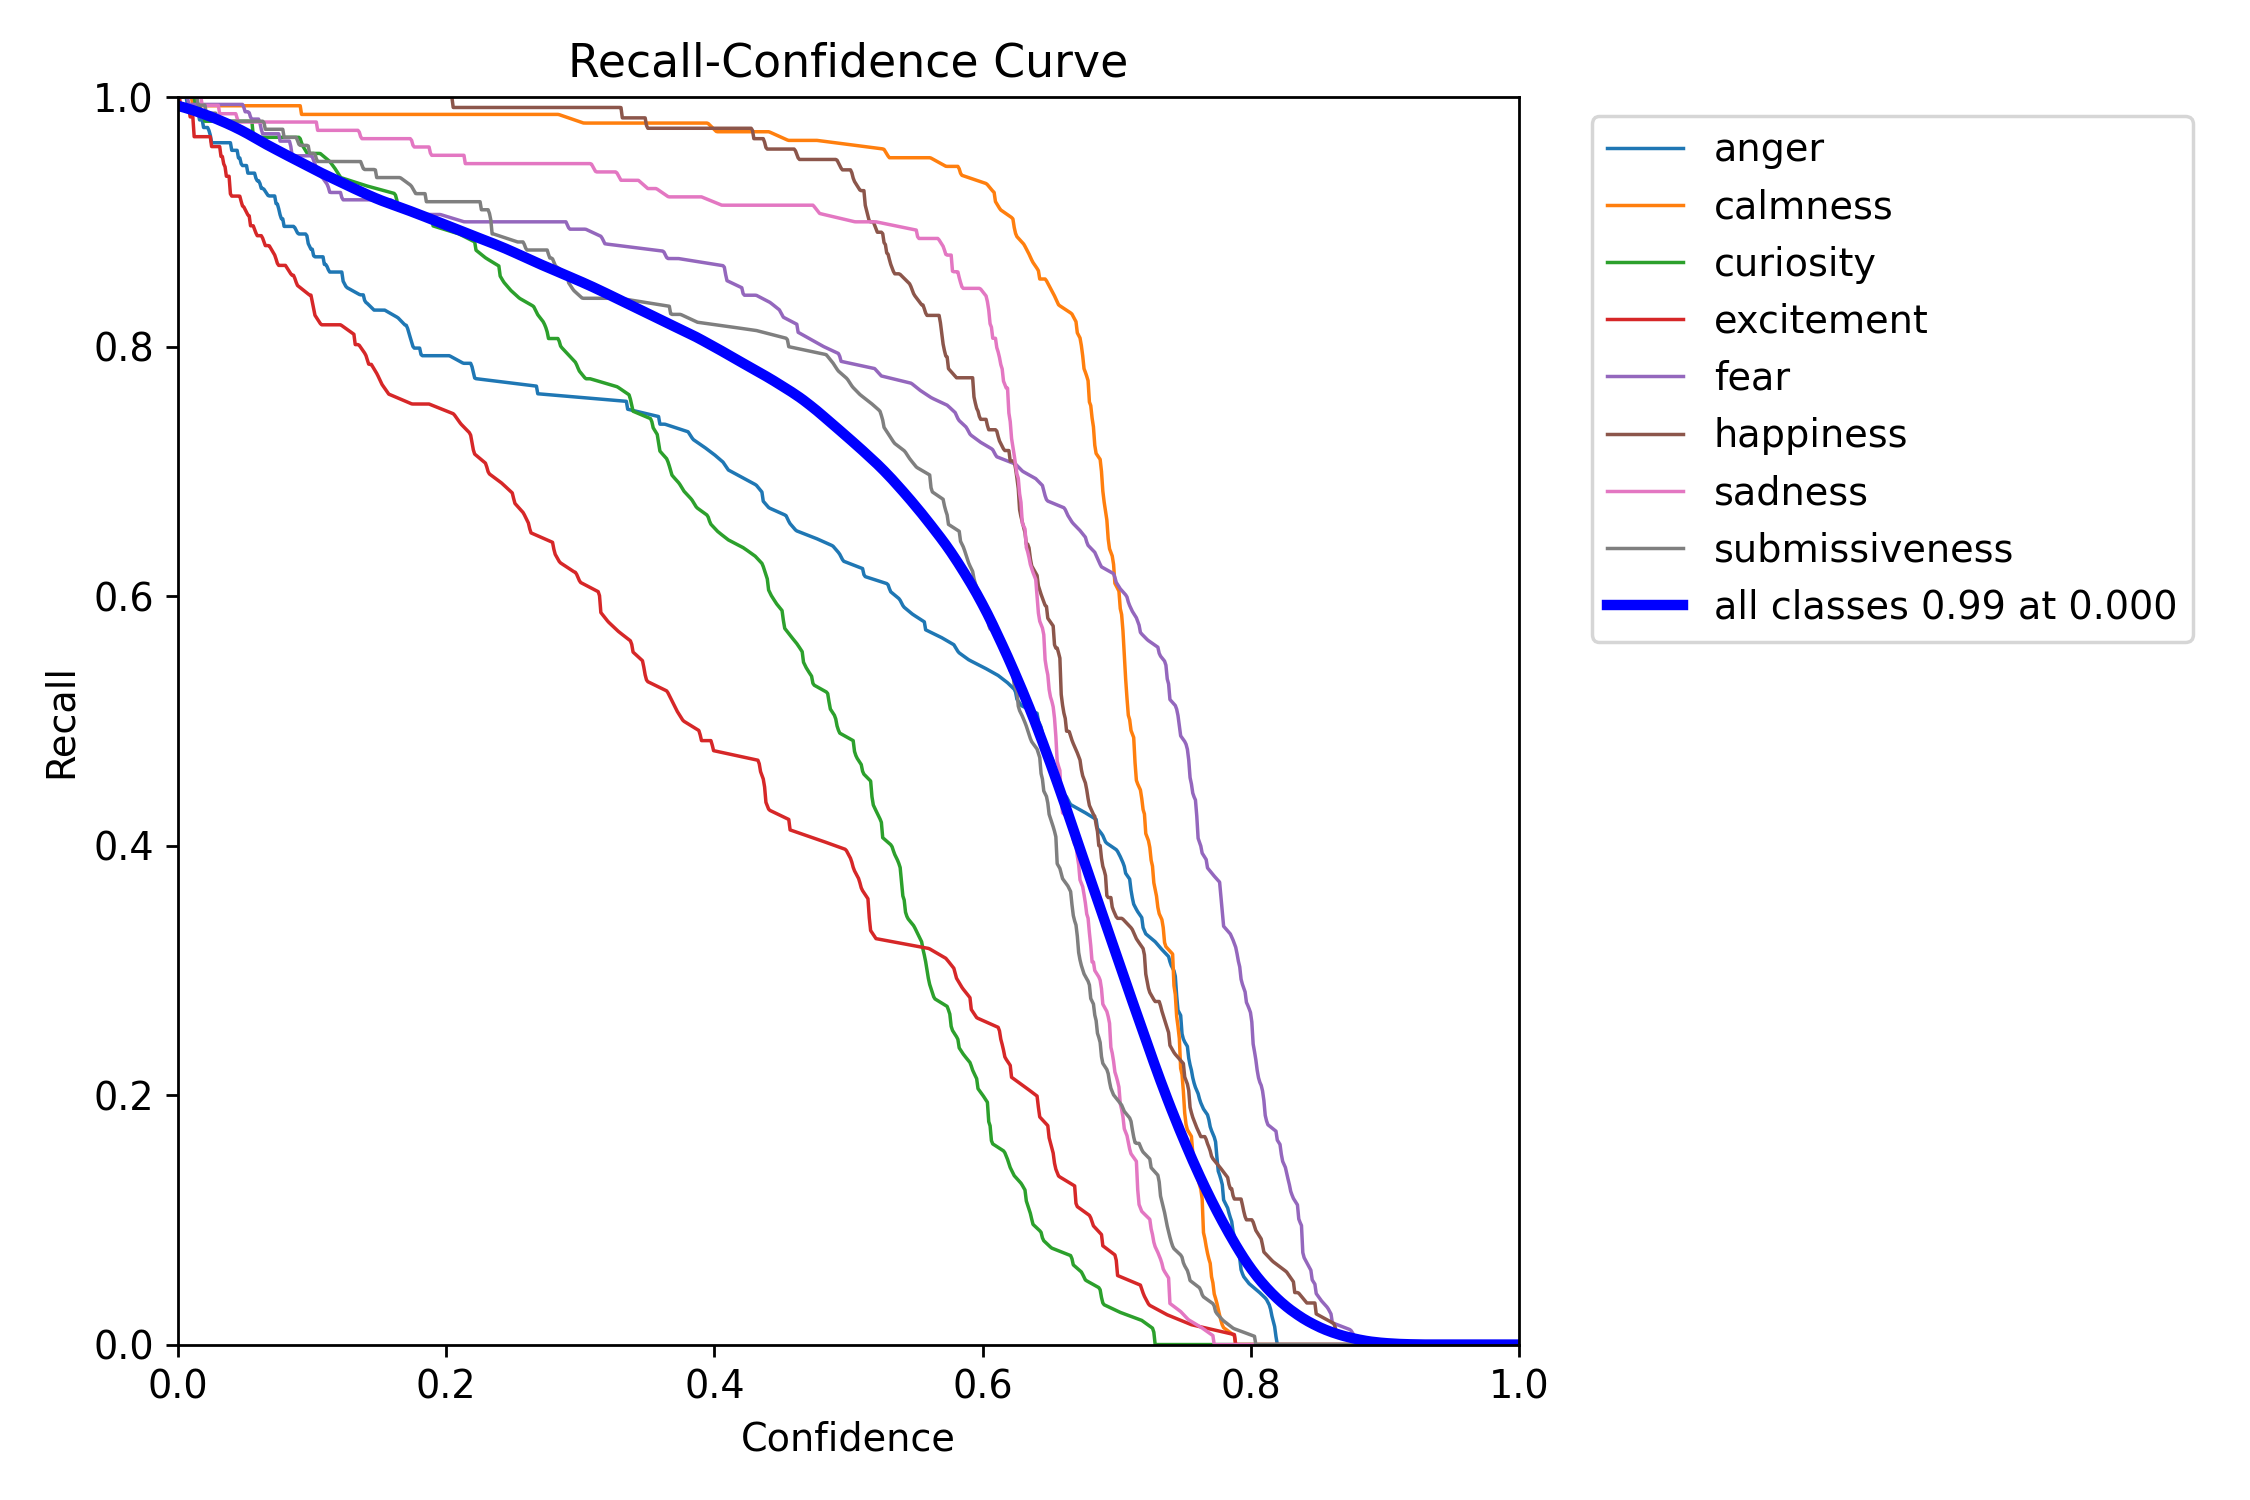 Recall-Confidence Curve
1.0
0.8
0.6
0.4
0.2
0.0
Recall
0.0 0.2 0.4 0.6 0.8 1.0
Confidence
anger
calmness
curiosity
excitement
fear
happiness
sadness
submissiveness
all classes 0.99 at 0.000